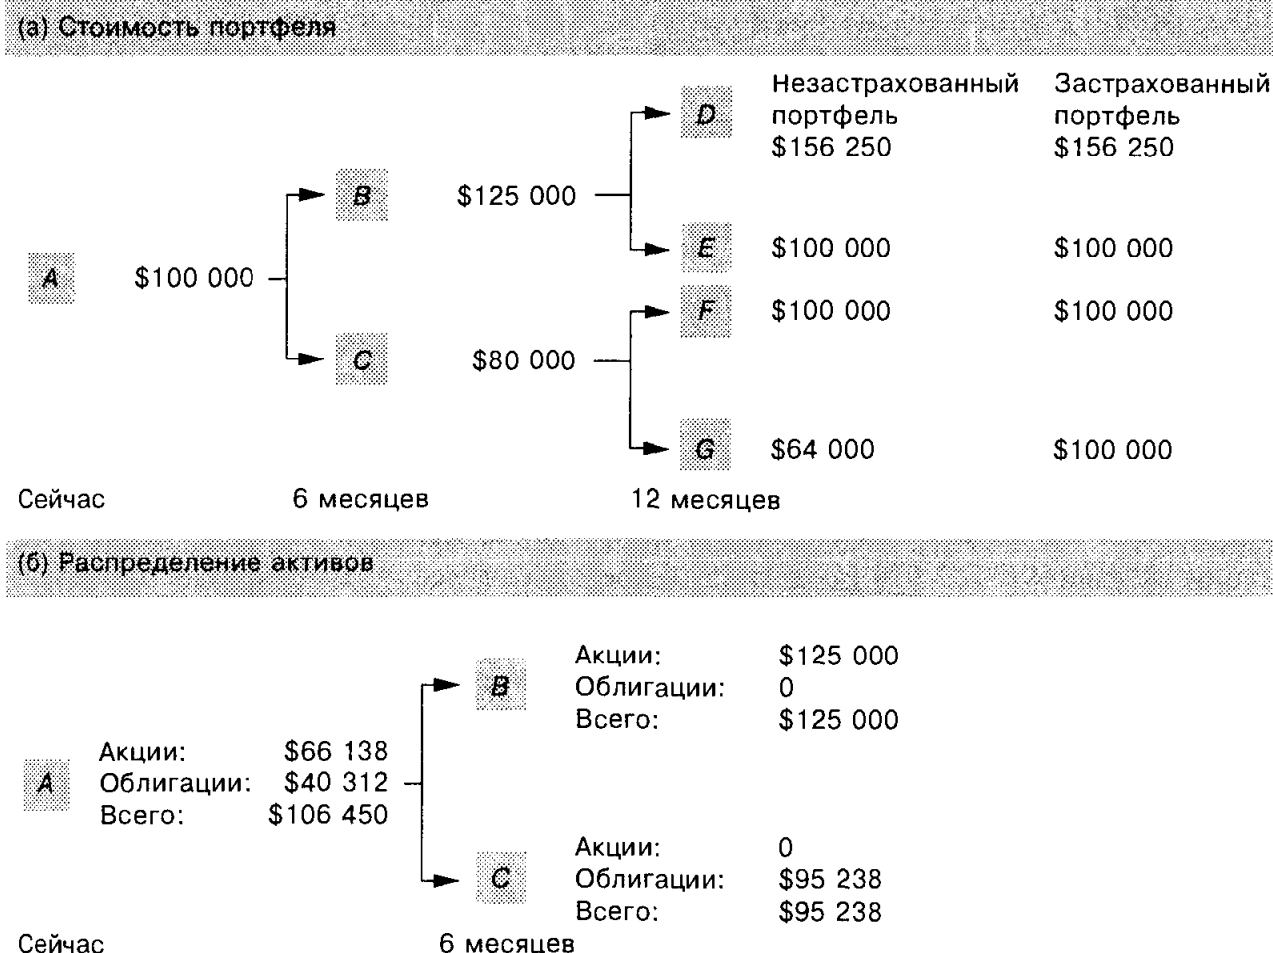 (а) Стоимость портфеля
Незастрахованный Застрахованный
портфель портфель
D $156 250 $156 250
B $125 000
E $100 000 $100 000
A $100 000
F $100 000 $100 000
C $80 000
G $64 000 $100 000
Сейчас 6 месяцев 12 месяцев
(б) Распределение активов
Акции: $125 000
B Облигации: 0
Всего: $125 000
Акции: $66 138
A Облигации: $40 312
Всего: $106 450
Акции: 0
C Облигации: $95 238
Всего: $95 238
Сейчас 6 месяцев